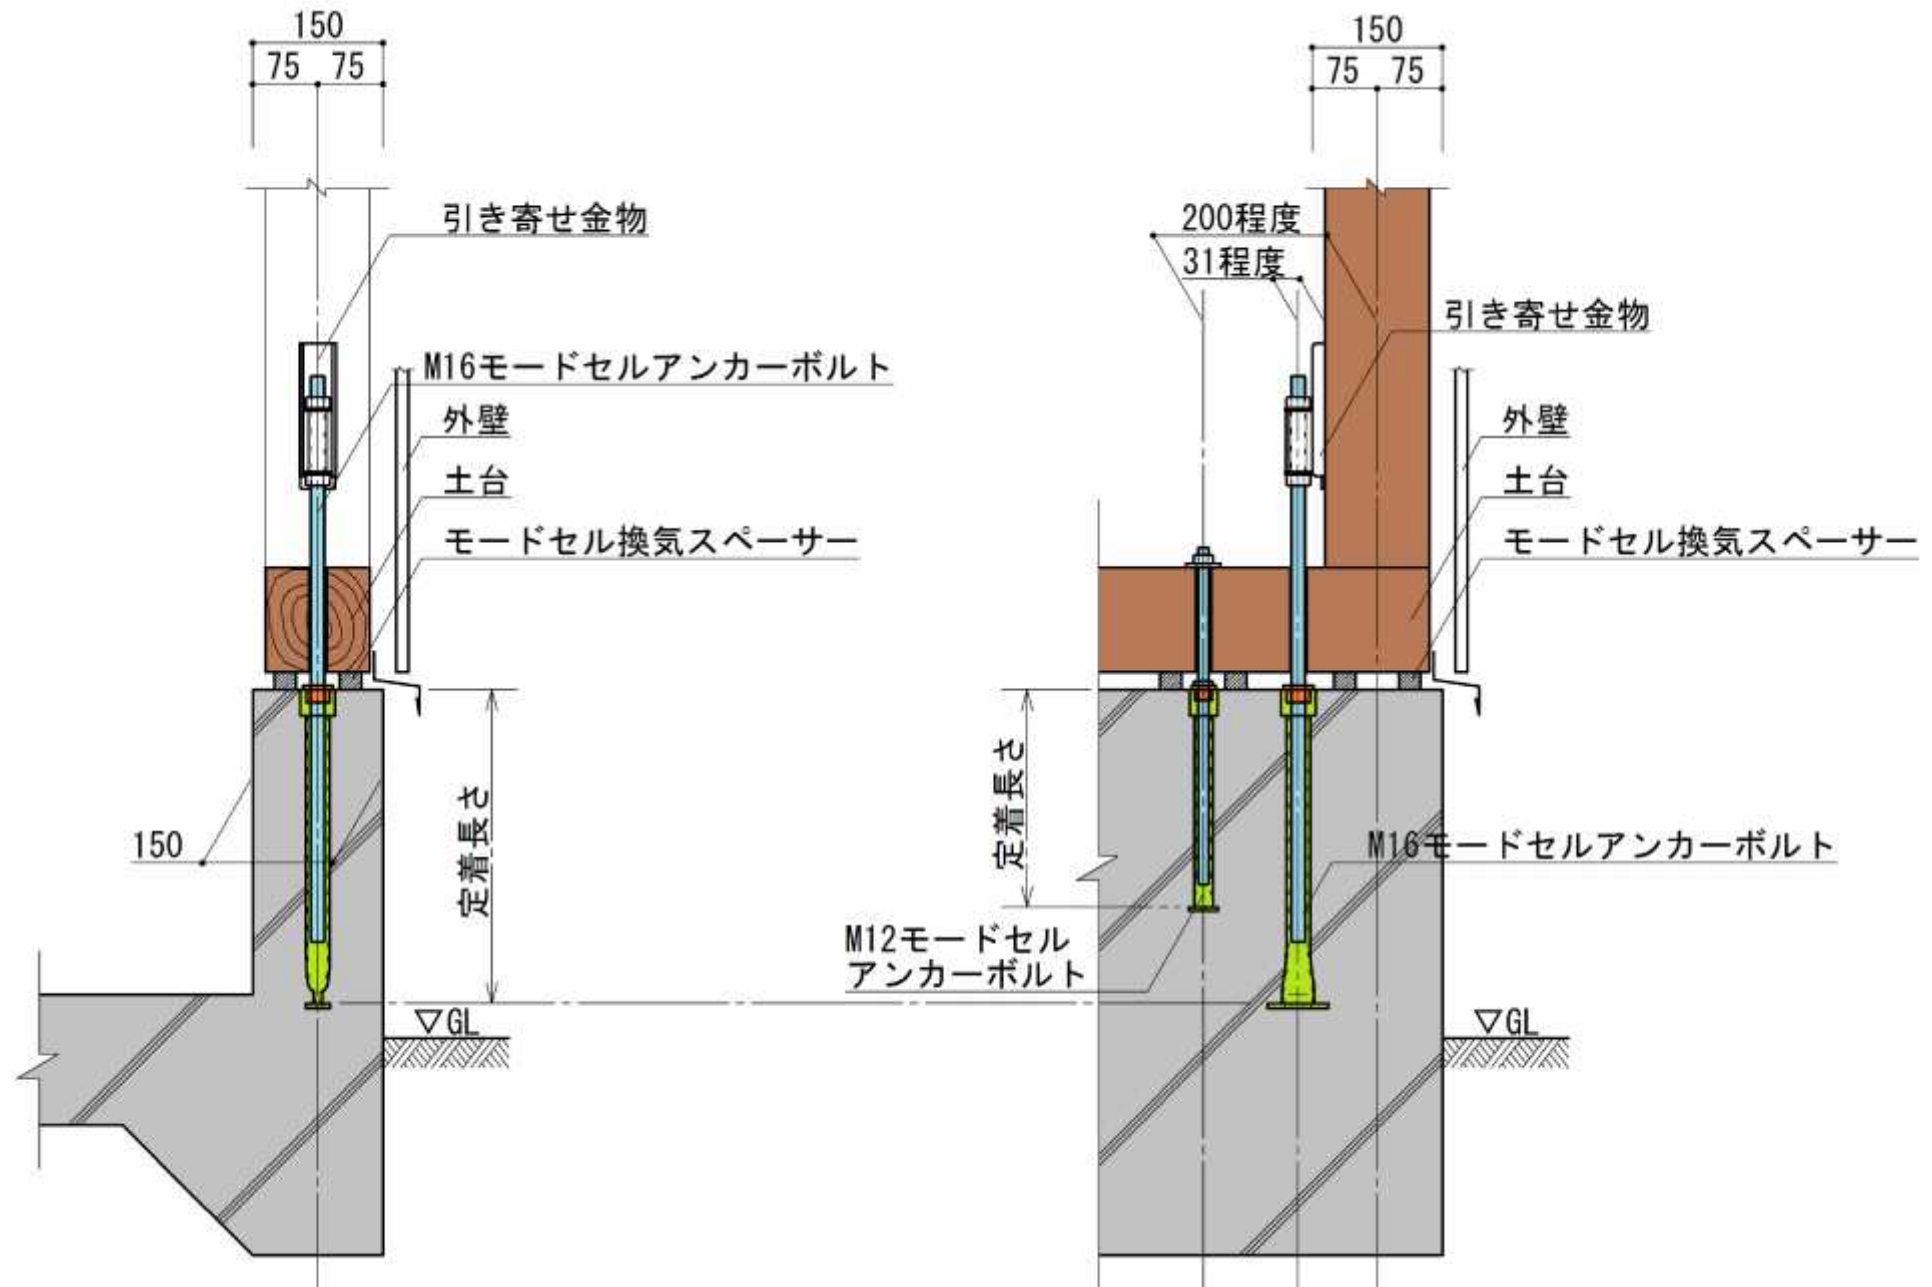 150
75 75
引き寄せ金物
M16モードセルアンカーボルト
外壁
土台
モードセル換気スペーサー
定着長さ
150
▽GL
150
75 75
200程度
31程度
引き寄せ金物
外壁
土台
モードセル換気スペーサー
定着長さ
M16モードセルアンカーボルト
M12モードセル
アンカーボルト
▽GL